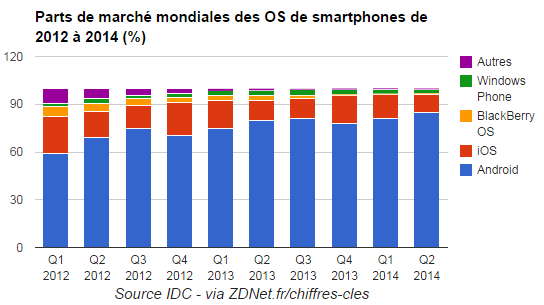 Parts de marché mondiales des OS de smartphones de
2012 à 2014 (%)
120
90
60
30
0
Autres
Windows
Phone
BlackBerry
OS
iOS
Android
Q1 Q2 Q3 Q4 Q1 Q2 Q3 Q4 Q1 Q2
2012 2012 2012 2012 2013 2013 2013 2013 2014 2014
Source IDC - via ZDNet.fr/chiffres-cles